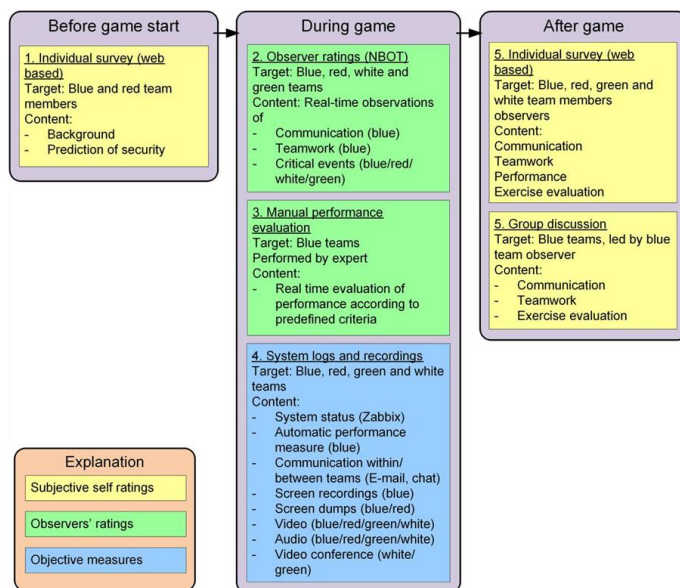 Before game start
1. Individual survey (web
based)
Target: Blue and red team
members
Content:
- Background
- Prediction of security
During game
2. Observer ratings (NBOT)
Target: Blue, red, white and
green teams
Content: Real-time observations
of
- Communication (blue)
- Teamwork (blue)
- Critical events (blue/red/
white/green)
3. Manual performance
evaluation
Target: Blue teams
Performed by expert
Content:
- Real time evaluation of
performance according to
predefined criteria
4. System logs and recordings
Target: Blue, red, green and white
teams
Content:
- System status (Zabbix)
- Automatic performance
measure (blue)
- Communication within/
between teams (E-mail, chat)
- Screen recordings (blue)
- Screen dumps (blue/red)
- Video (blue/red/green/white)
- Audio (blue/red/green/white)
- Video conference (white/
green)
After game
5. Individual survey (web
based)
Target: Blue, red, green and
white team members
observers
Content:
Communication
Teamwork
Performance
Exercise evaluation
5. Group discussion
Target: Blue teams, led by blue
team observer
Content:
- Communication
- Teamwork
- Exercise evaluation
Explanation
Subjective self ratings
Observers' ratings
Objective measures